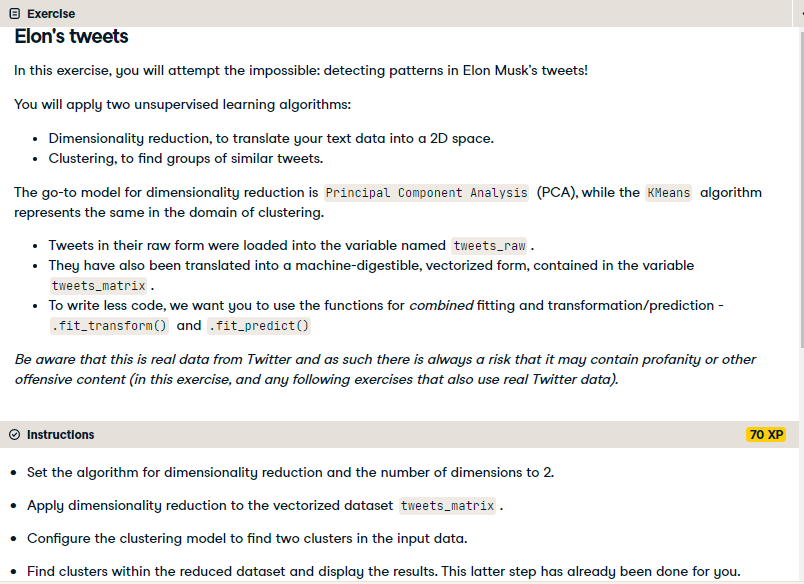 Exercise
Elon's tweets
In this exercise, you will attempt the impossible: detecting patterns in Elon Musk's tweets!
You will apply two unsupervised learning algorithms:
• Dimensionality reduction, to translate your text data into a 2D space.
• Clustering, to find groups of similar tweets.
The go-to model for dimensionality reduction is Principal Component Analysis (PCA), while the KMeans algorithm
represents the same in the domain of clustering.
• Tweets in their raw form were loaded into the variable named tweets_raw .
• They have also been translated into a machine-digestible, vectorized form, contained in the variable
tweets_matrix .
• To write less code, we want you to use the functions for combined fitting and transformation/prediction -
.fit_transform() and .fit_predict()
Be aware that this is real data from Twitter and as such there is always a risk that it may contain profanity or other
offensive content (in this exercise, and any following exercises that also use real Twitter data).
Instructions 70 XP
• Set the algorithm for dimensionality reduction and the number of dimensions to 2.
• Apply dimensionality reduction to the vectorized dataset tweets_matrix .
• Configure the clustering model to find two clusters in the input data.
• Find clusters within the reduced dataset and display the results. This latter step has already been done for you.